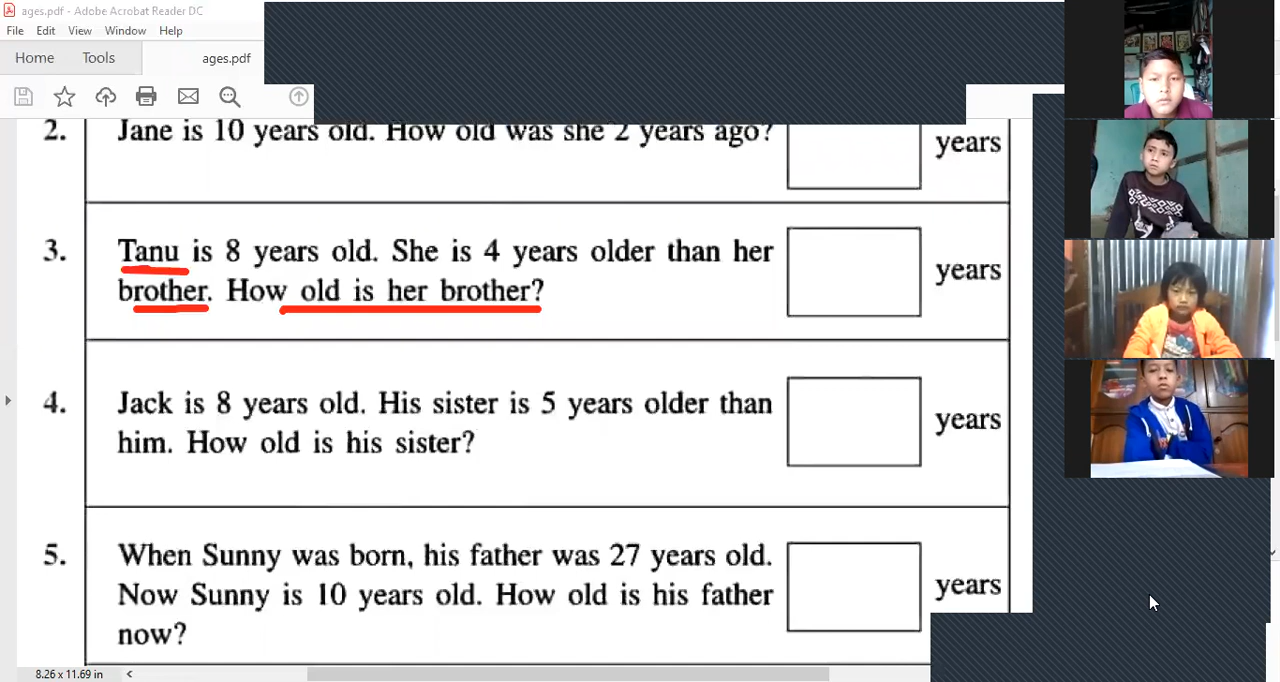 ages.pdf - Adobe Acrobat Reader DC
File Edit View Window Help
Home Tools ages.pdf
2. Jane is 10 years old. How old was she 2 years ago? years
3. Tanu is 8 years old. She is 4 years older than her
brother. How old is her brother?
years
4. Jack is 8 years old. His sister is 5 years older than
him. How old is his sister?
years
5. When Sunny was born, his father was 27 years old.
Now Sunny is 10 years old. How old is his father
now?
years
8.26 x 11.69 in